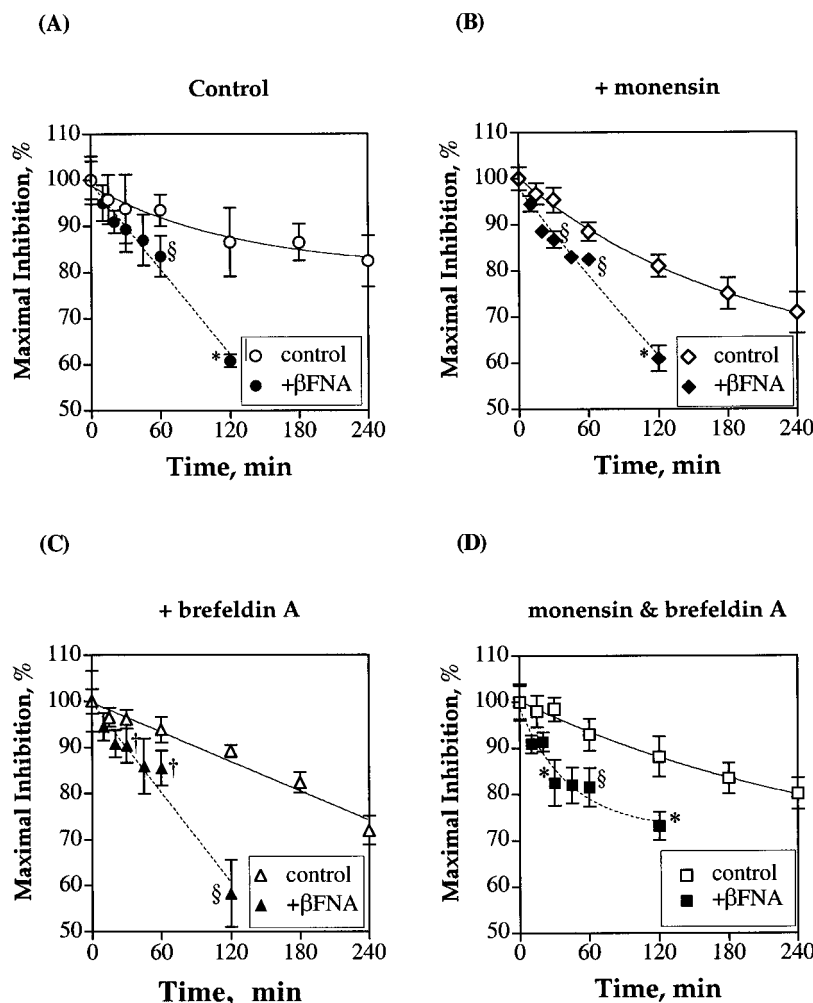 (A)
Control
Maximal Inhibition, %
110
100
90
80
70
60
50
§
*
control
+βFNA
0 60 120 180 240
Time, min
(B)
+ monensin
Maximal Inhibition, %
110
100
90
80
70
60
50
§
§
*
control
+βFNA
0 60 120 180 240
Time, min
(C)
+ brefeldin A
Maximal Inhibition, %
110
100
90
80
70
60
50
†
†
§
control
+βFNA
0 60 120 180 240
Time, min
(D)
monensin & brefeldin A
Maximal Inhibition, %
110
100
90
80
70
60
50
*
§
*
control
+βFNA
0 60 120 180 240
Time, min